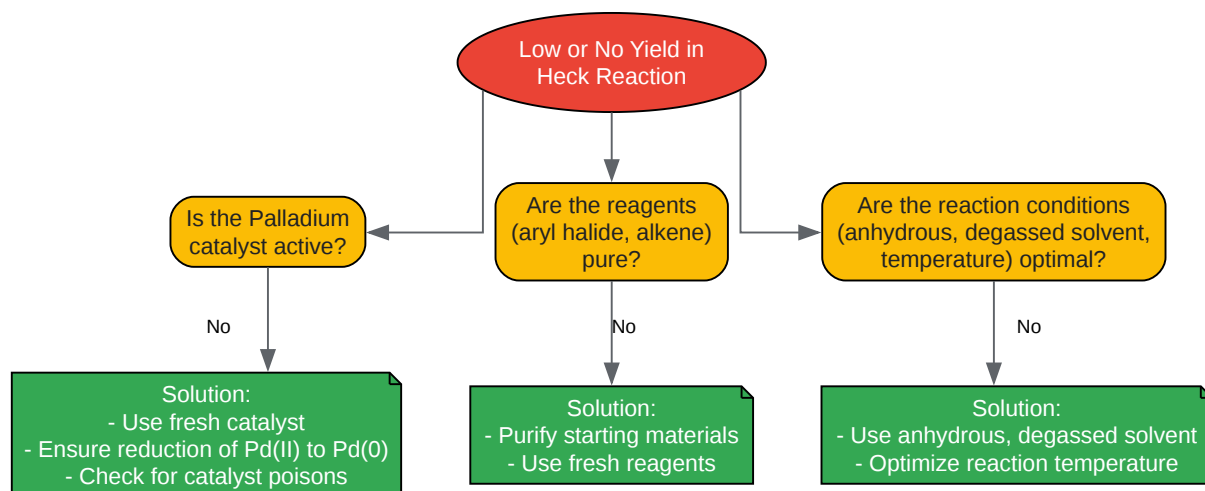 Low or No Yield in
Heck Reaction
Is the Palladium
catalyst active?
Are the reagents
(aryl halide, alkene)
pure?
Are the reaction conditions
(anhydrous, degassed solvent,
temperature) optimal?
No
No
No
Solution:
- Use fresh catalyst
- Ensure reduction of Pd(II) to Pd(0)
- Check for catalyst poisons
Solution:
- Purify starting materials
- Use fresh reagents
Solution:
- Use anhydrous, degassed solvent
- Optimize reaction temperature